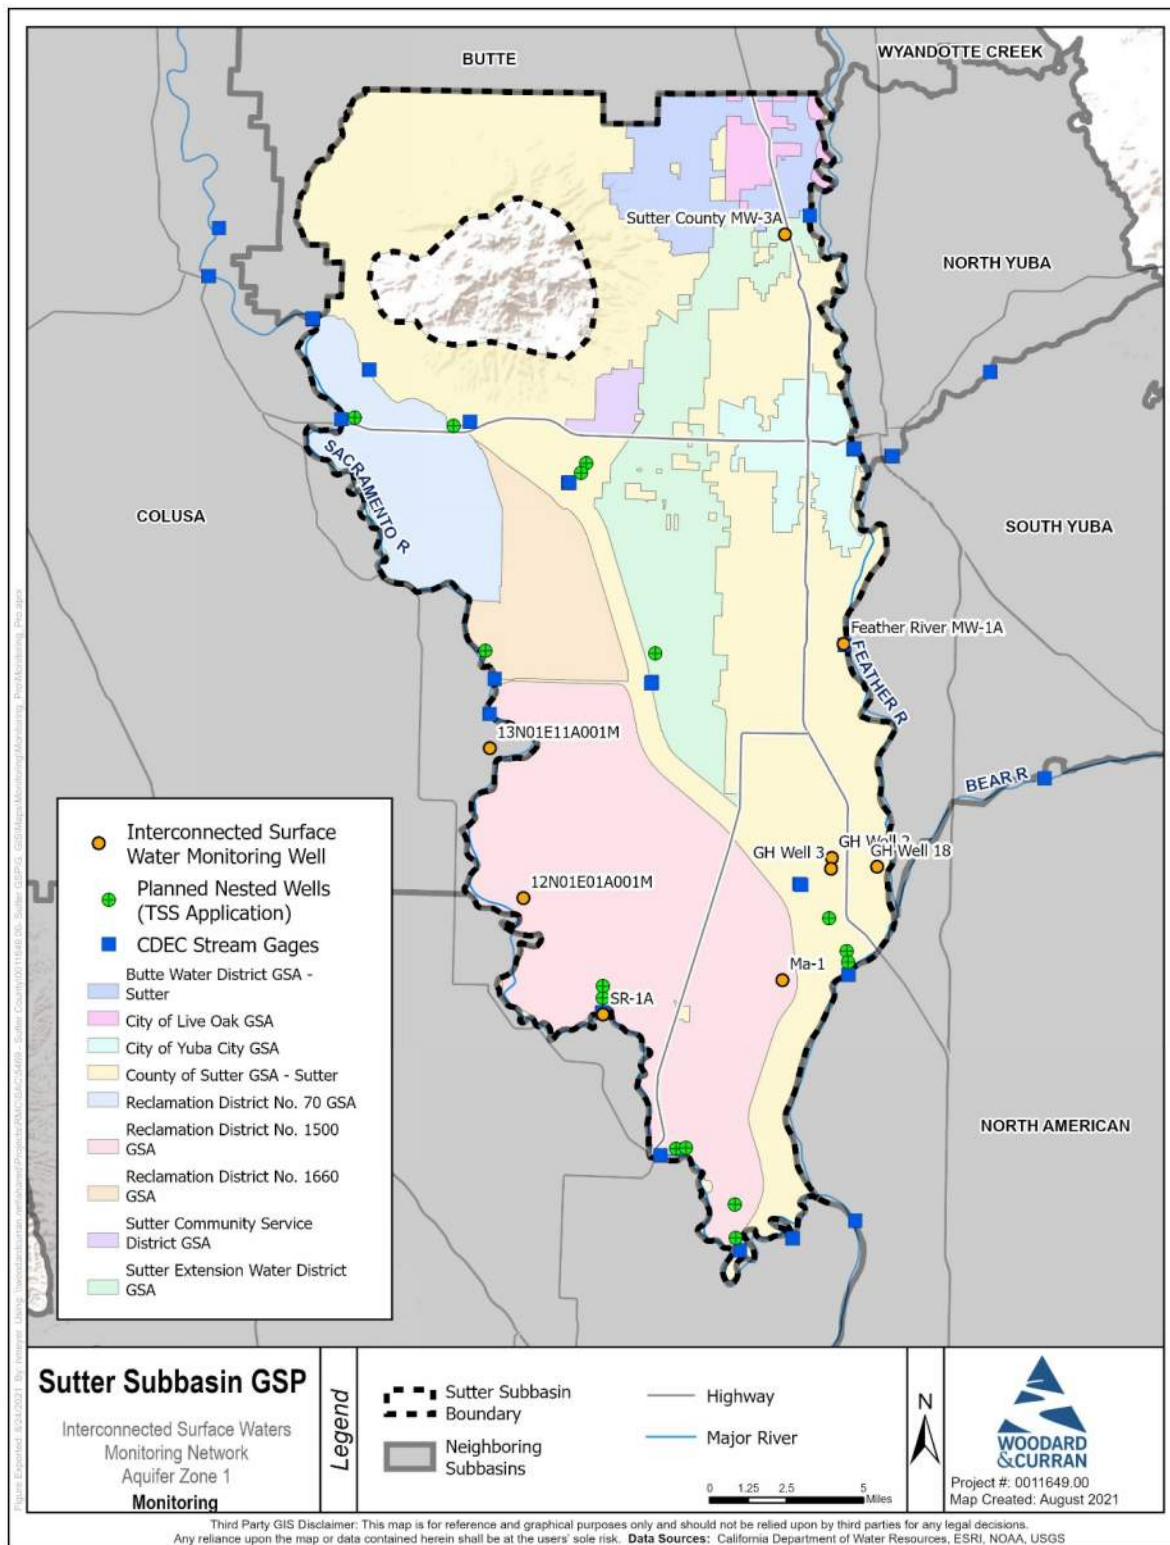 BUTTE
WYANDOTTE CREEK
Sutter County MW-3A
NORTH YUBA
SACRAMENTO R
COLUSA
SOUTH YUBA
Feather River MW-1A
FEATHER R
13N01E11A001M
BEAR R
GH Well 2
GH Well 3
GH Well 18
12N01E01A001M
Ma-1
SR-1A
NORTH AMERICAN
Interconnected Surface
Water Monitoring Well
Planned Nested Wells
(TSS Application)
CDEC Stream Gages
Butte Water District GSA -
Sutter
City of Live Oak GSA
City of Yuba City GSA
County of Sutter GSA - Sutter
Reclamation District No. 70 GSA
Reclamation District No. 1500
GSA
Reclamation District No. 1660
GSA
Sutter Community Service
District GSA
Sutter Extension Water District
GSA
Sutter Subbasin GSP
Interconnected Surface Waters
Monitoring Network
Aquifer Zone 1
Monitoring
Legend
Sutter Subbasin
Boundary
Neighboring
Subbasins
Highway
Major River
0 1.25 2.5 5
Miles
N
WOODARD
&CURRAN
Project #: 0011649.00
Map Created: August 2021
Third Party GIS Disclaimer: This map is for reference and graphical purposes only and should not be relied upon by third parties for any legal decisions.
Any reliance upon the map or data contained herein shall be at the users' sole risk. Data Sources: California Department of Water Resources, ESRI, NOAA, USGS
Figure Exported: 8/24/2021 By: